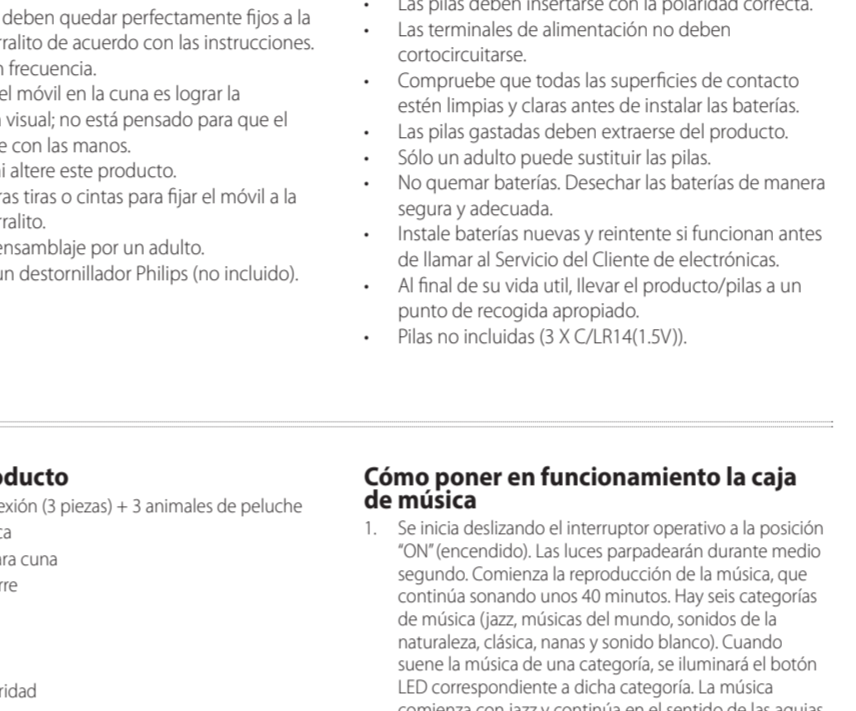 deben quedar perfectamente fijos a la
de acuerdo con las instrucciones.
frecuencia.
el móvil en la cuna es lograr la
visual; no está pensado para que el
con las manos.
altere este producto.
tiras o cintas para fijar el móvil a la
ensamblaje por un adulto.
un destornillador Philips (no incluido).
• Las pilas deben insertarse con la polaridad correcta.
• Las terminales de alimentación no deben
cortocircuitarse.
• Compruebe que todas las superficies de contacto
estén limpias y claras antes de instalar las baterías.
• Las pilas gastadas deben extraerse del producto.
• Sólo un adulto puede sustituir las pilas.
• No quemar baterías. Desechar las baterías de manera
segura y adecuada.
• Instale baterías nuevas y reintente si funcionan antes
de llamar al Servicio del Cliente de electrónicas.
• Al final de su vida util, llevar el producto/pilas a un
punto de recogida apropiado.
• Pilas no incluidas (3 X C/LR14(1.5V)).
(3 piezas) + 3 animales de peluche
cuna
Cómo poner en funcionamiento la caja
de música
1. Se inicia deslizando el interruptor operativo a la posición
"ON" (encendido). Las luces parpadearán durante medio
segundo. Comienza la reproducción de la música, que
continúa sonando unos 40 minutos. Hay seis categorías
de música (jazz, músicas del mundo, sonidos de la
naturaleza, clásica, nanas y sonido blanco). Cuando
suene la música de una categoría, se iluminará el botón
LED correspondiente a dicha categoría. La música
comienza con jazz y continúa en el sentido de las agujas